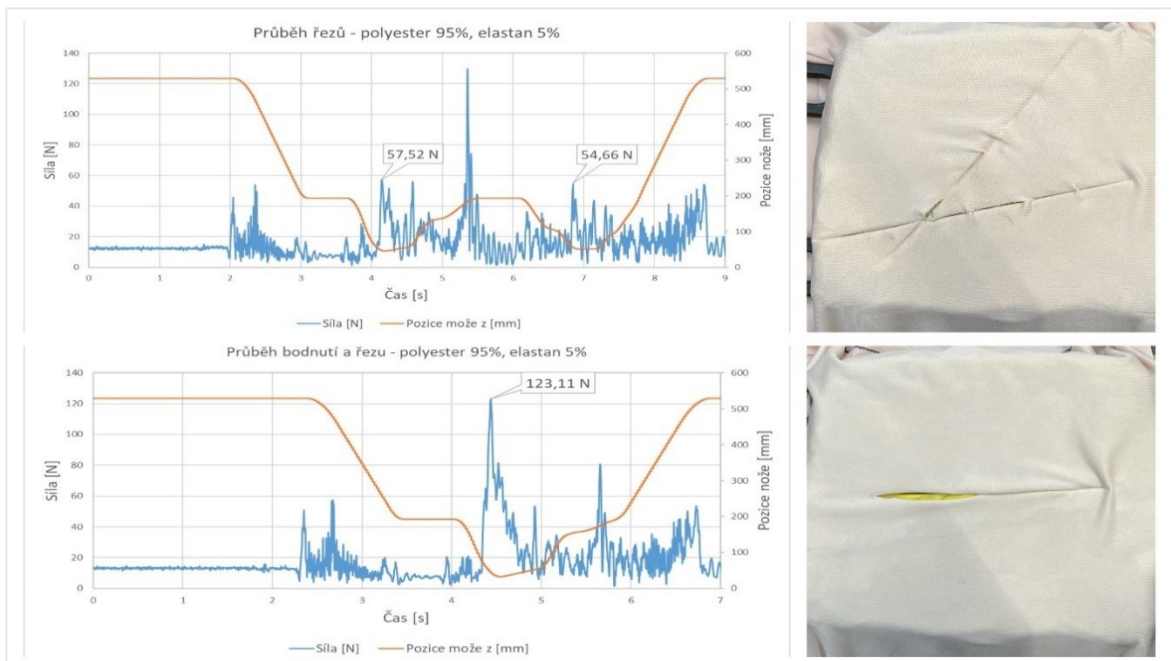 Průběh řezů - polyester 95%, elastan 5%
140
120
100
80
60
40
20
0
Síla [N]
57,52 N
54,66 N
600
500
400
300
200
100
0
Pozice nože [mm]
0 1 2 3 4 5 6 7 8 9
Čas [s]
Síla [N] Pozice može z [mm]
Průběh bodnutí a řezu - polyester 95%, elastan 5%
140
120
100
80
60
40
20
0
Síla [N]
123,11 N
600
500
400
300
200
100
0
Pozice nože [mm]
0 1 2 3 4 5 6 7
Čas [s]
Síla [N] Pozice može z [mm]